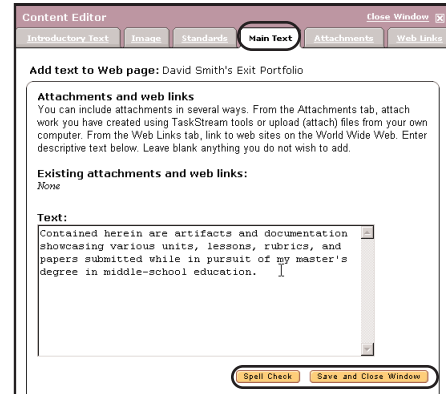 Content Editor Close Window
Introductory Text Image Standards Main Text Attachments Web Links
Add text to Web page: David Smith's Exit Portfolio
Attachments and web links
You can include attachments in several ways. From the Attachments tab, attach
work you have created using TaskStream tools or upload (attach) files from your own
computer. From the Web Links tab, link to web sites on the World Wide Web. Enter
descriptive text below. Leave blank anything you do not wish to add.
Existing attachments and web links:
None
Text:
Contained herein are artifacts and documentation
showcasing various units, lessons, rubrics, and
papers submitted while in pursuit of my master's
degree in middle-school education.
Spell Check Save and Close Window